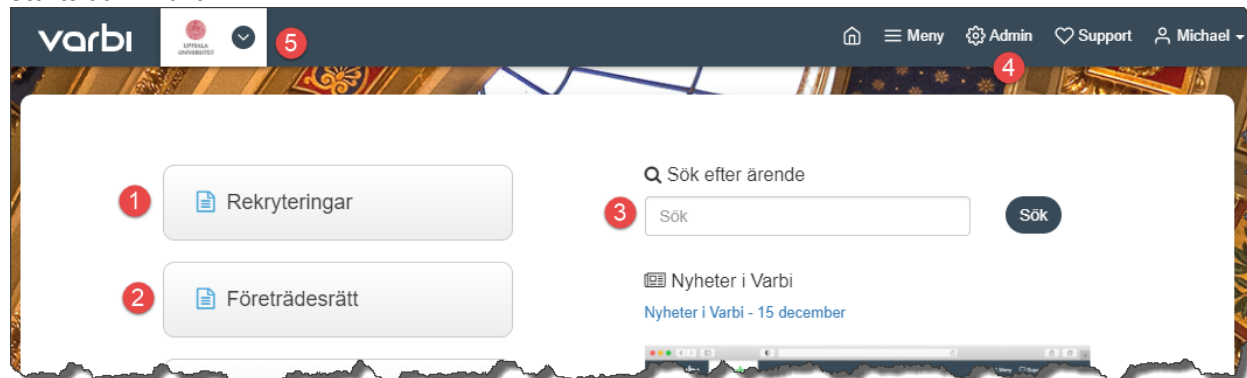 varbi
UPPSALA
UNIVERSITET
5
Meny
Admin
Support
Michael
4
1
Rekryteringar
Sök efter ärende
3
Sök
Sök
2
Företrädesrätt
Nyheter i Varbi
Nyheter i Varbi - 15 december